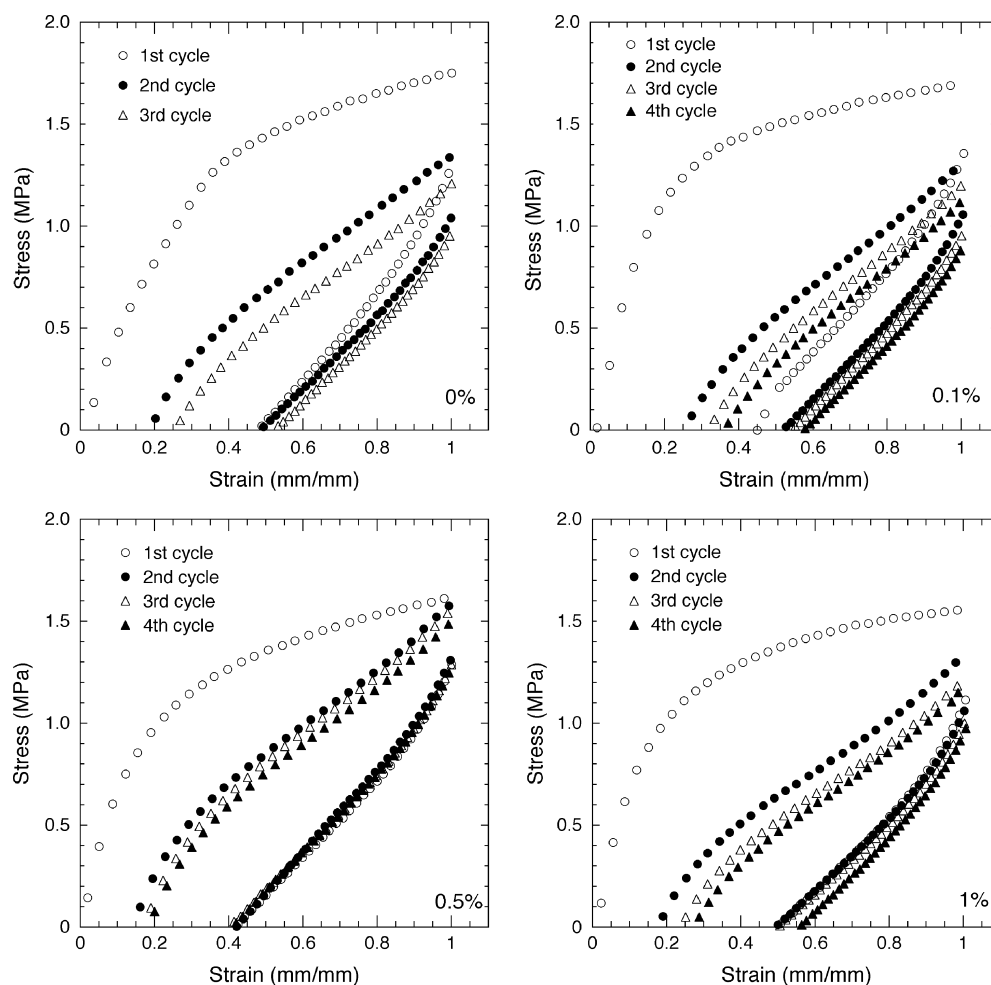 2.0
1.5
1.0
0.5
0
0
0.2
0.4
0.6
0.8
1
Stress (MPa)
Strain (mm/mm)
1st cycle
2nd cycle
3rd cycle
0%
2.0
1.5
1.0
0.5
0
0
0.2
0.4
0.6
0.8
1
Stress (MPa)
Strain (mm/mm)
1st cycle
2nd cycle
3rd cycle
4th cycle
0.1%
2.0
1.5
1.0
0.5
0
0
0.2
0.4
0.6
0.8
1
Stress (MPa)
Strain (mm/mm)
1st cycle
2nd cycle
3rd cycle
4th cycle
0.5%
2.0
1.5
1.0
0.5
0
0
0.2
0.4
0.6
0.8
1
Stress (MPa)
Strain (mm/mm)
1st cycle
2nd cycle
3rd cycle
4th cycle
1%